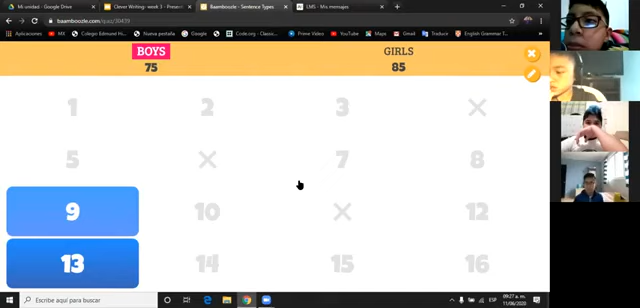 Mi unidad - Google Drive
Clever Writing - week 3 - Present
Baamboozle - Sentence Types
LMS - Mis mensajes
baamboozle.com
Aplicaciones
MX
Colegio Edmund H
Nueva pestaña
Google
Code.org - Classro
Prime Video
YouTube
Maps
Gmail
Traducir
English Grammar T
BOYS
75
GIRLS
85
1 2 3
5 7 8
9 10 12
13 14 15 16
Escribe aquí para buscar
ESP
09:27 a. m.
11/06/2020